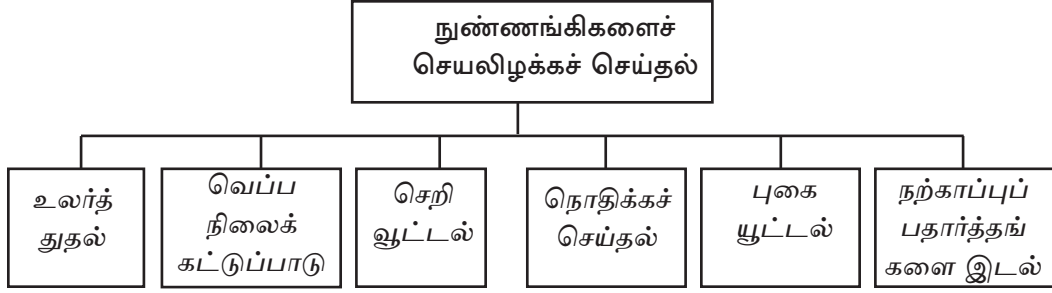 நுண்ணங்கிகளைச்
செயலிழக்கச் செய்தல்
உலர்த்
துதல்
வெப்ப
நிலைக்
கட்டுப்பாடு
செறி
வூட்டல்
நொதிக்கச்
செய்தல்
புகை
யூட்டல்
நற்காப்புப்
பதார்த்தங்
களை இடல்